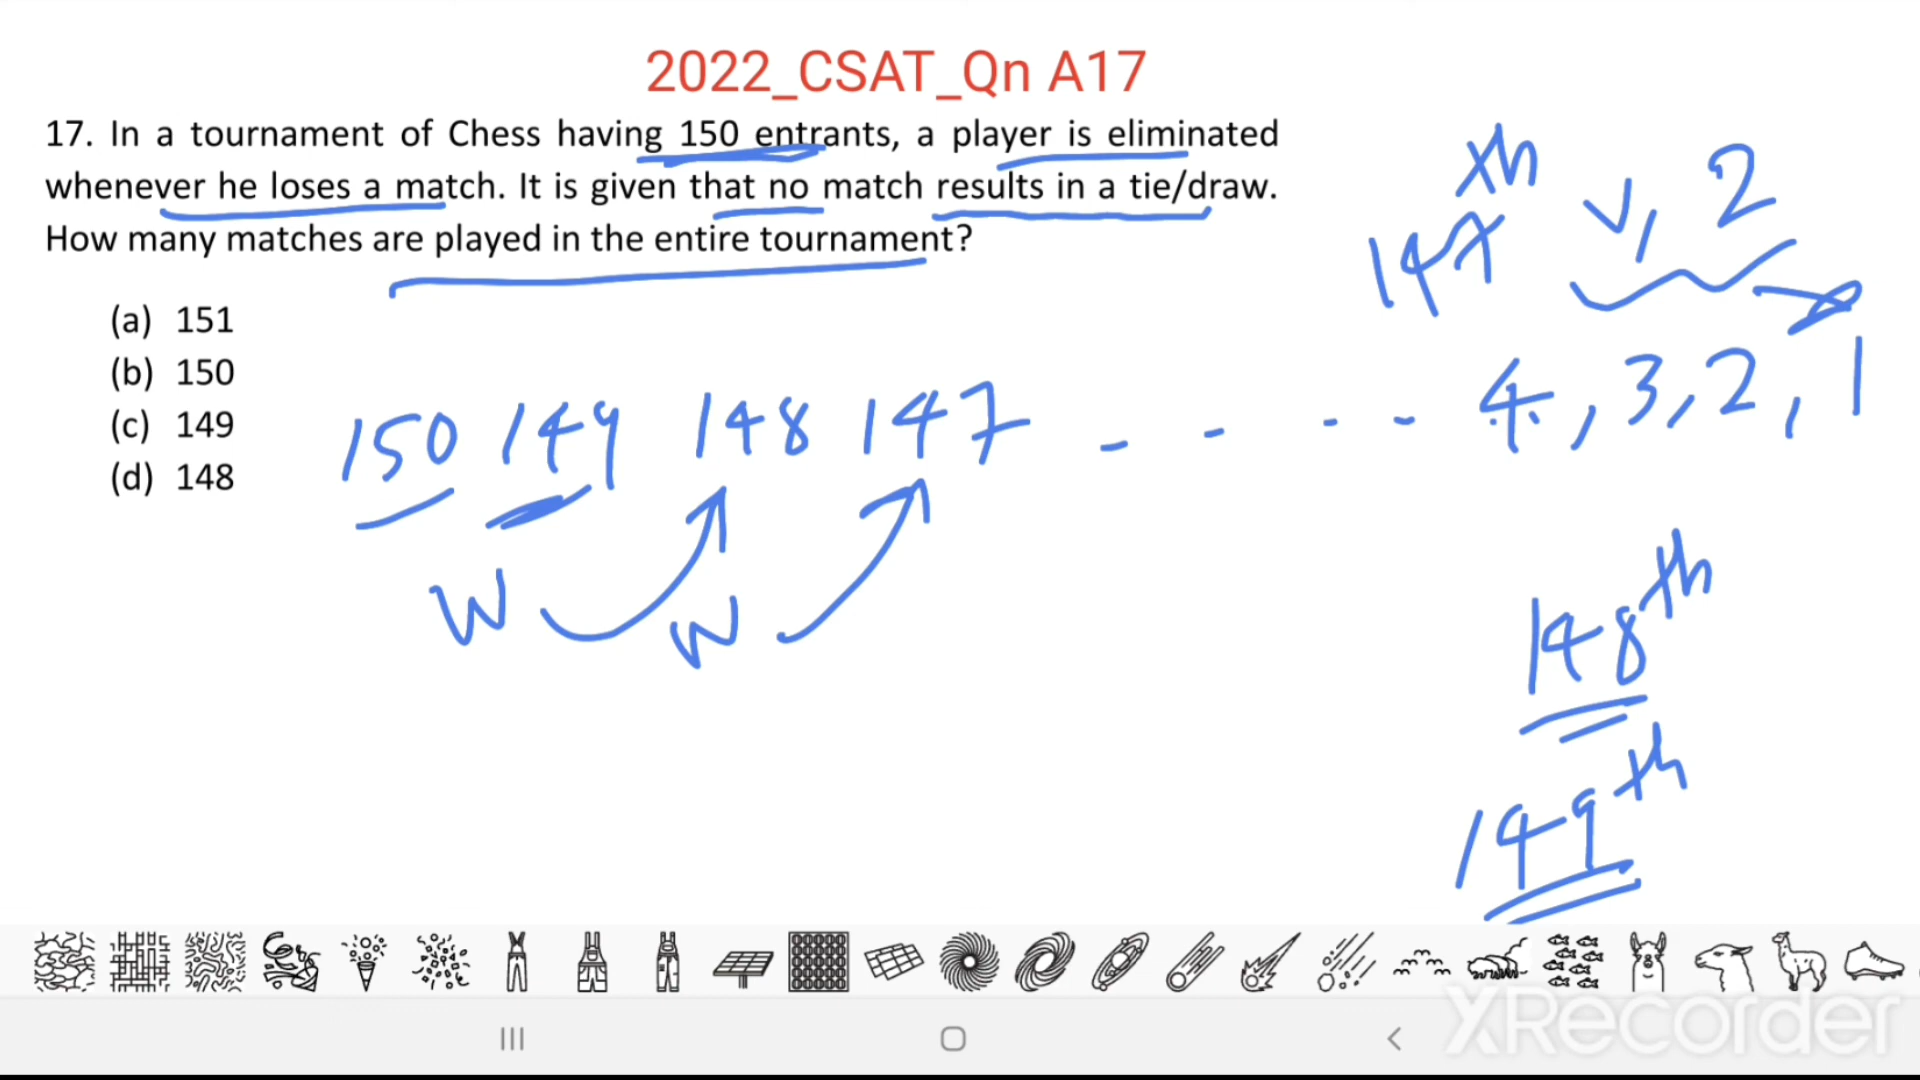 2022_CSAT_Qn A17
17. In a tournament of Chess having 150 entrants, a player is eliminated
whenever he loses a match. It is given that no match results in a tie/draw.
How many matches are played in the entire tournament?
(a) 151
(b) 150
(c) 149
(d) 148
th
147 V, 2
150 149 148 147 - - - - 4, 3, 2, 1
W W
148th
149th
XRecorder